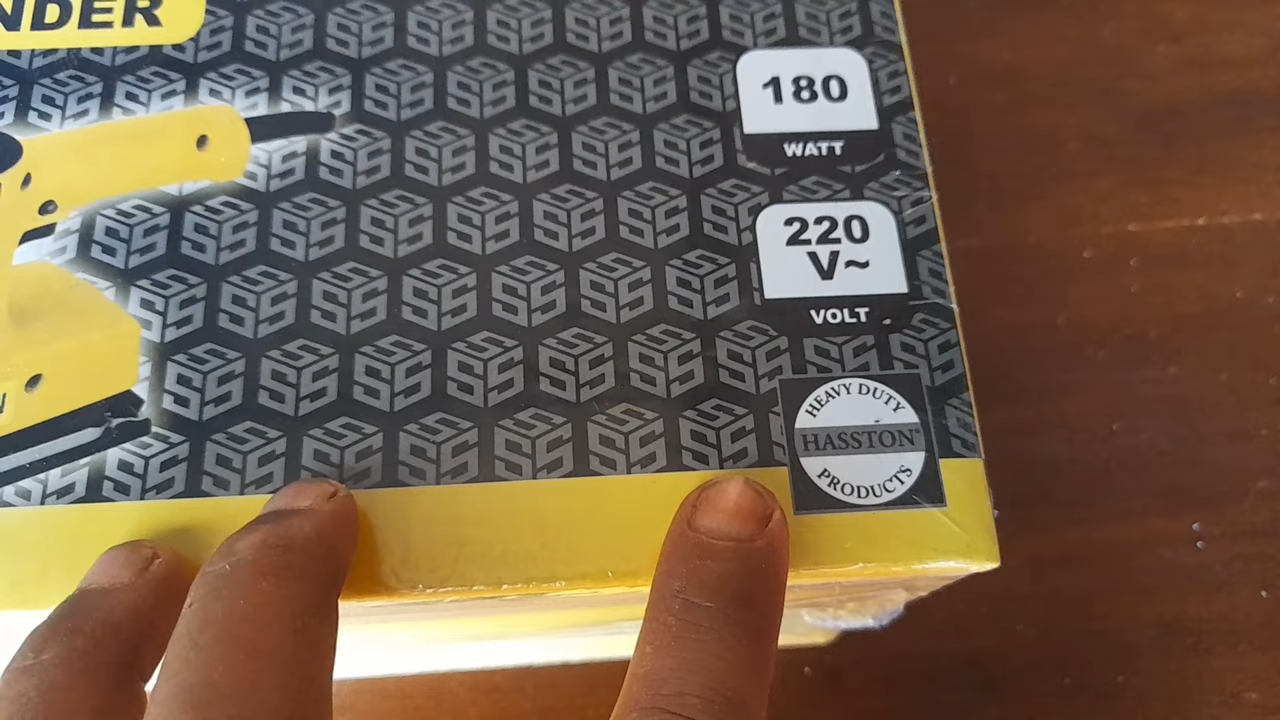 NDER
180
WATT
220
V~
VOLT
HEAVY DUTY
HASSTON®
PRODUCTS
N